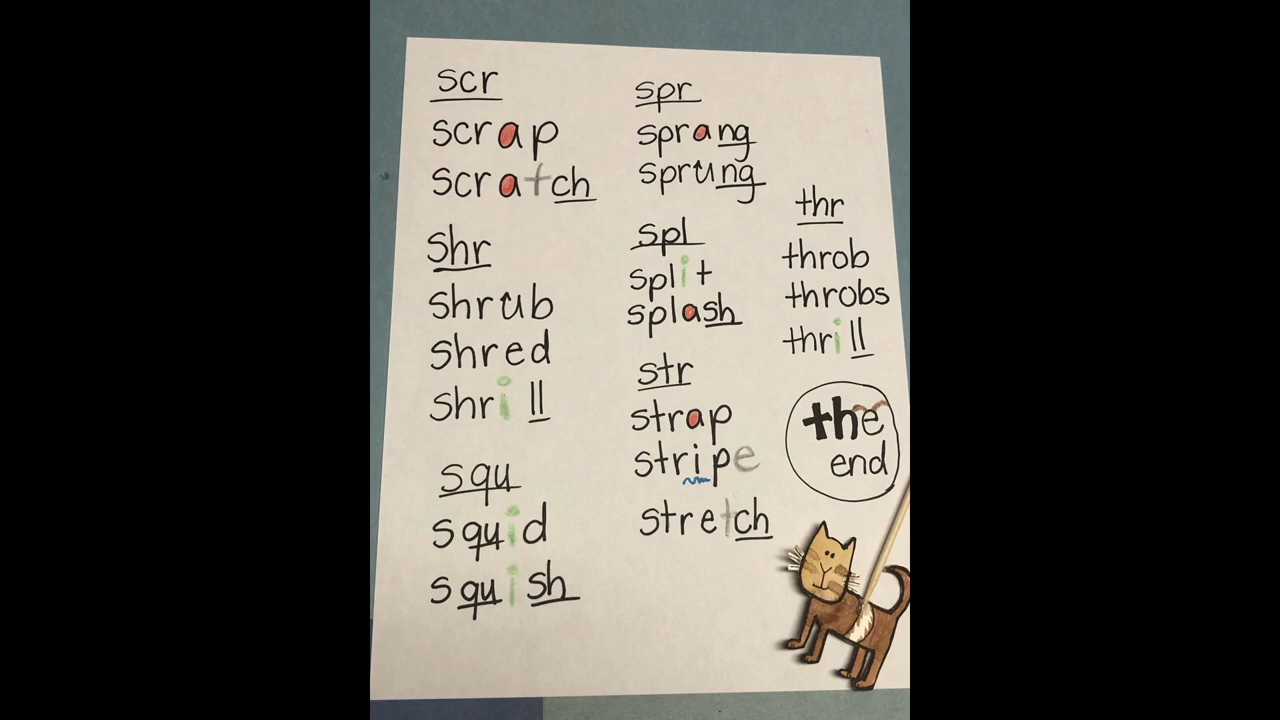 scr
scrap
scratch
shr
shrub
shred
shrill
squ
squid
squish
spr
sprang
sprung
spl
split
splash
str
strap
stripe
stretch
thr
throb
throbs
thrill
the
end